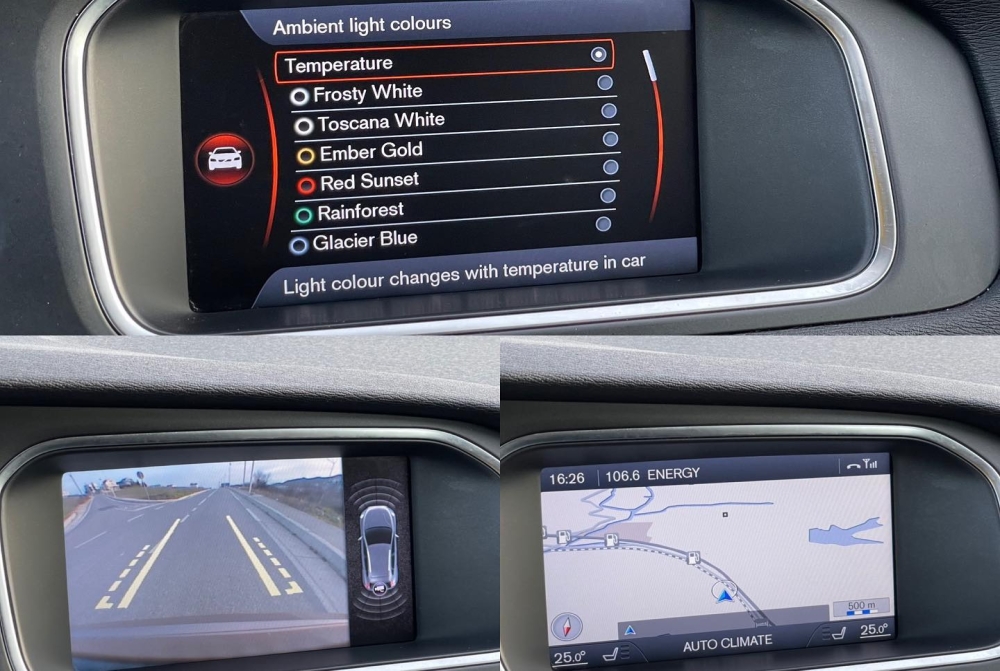 Ambient light colours
Temperature
Frosty White
Toscana White
Ember Gold
Red Sunset
Rainforest
Glacier Blue
Light colour changes with temperature in car
16:26 106.6 ENERGY
500 m
AUTO CLIMATE
25.0° 25.0°